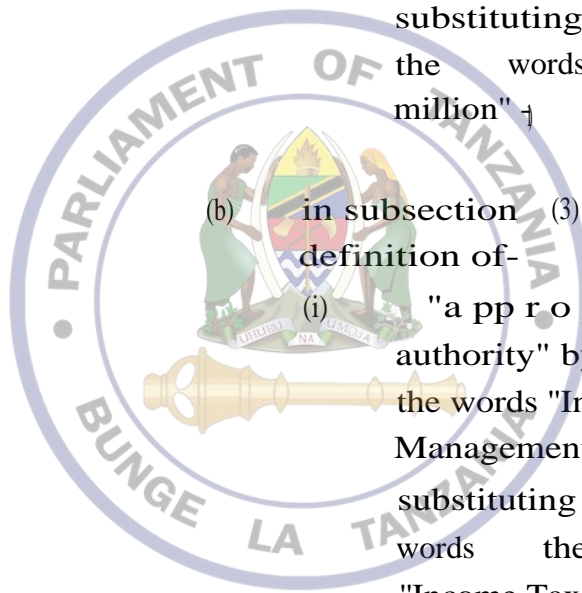 substituting
the words
million" -
(b) in subsection (3)
definition of-
(i) "a pp r o
authority" b
the words "In
Management
substituting
words the
"Income Tax
PARLIAMENT OF TANZANIA
UHURU NA UMOJA
BUNGE LA TANZANIA